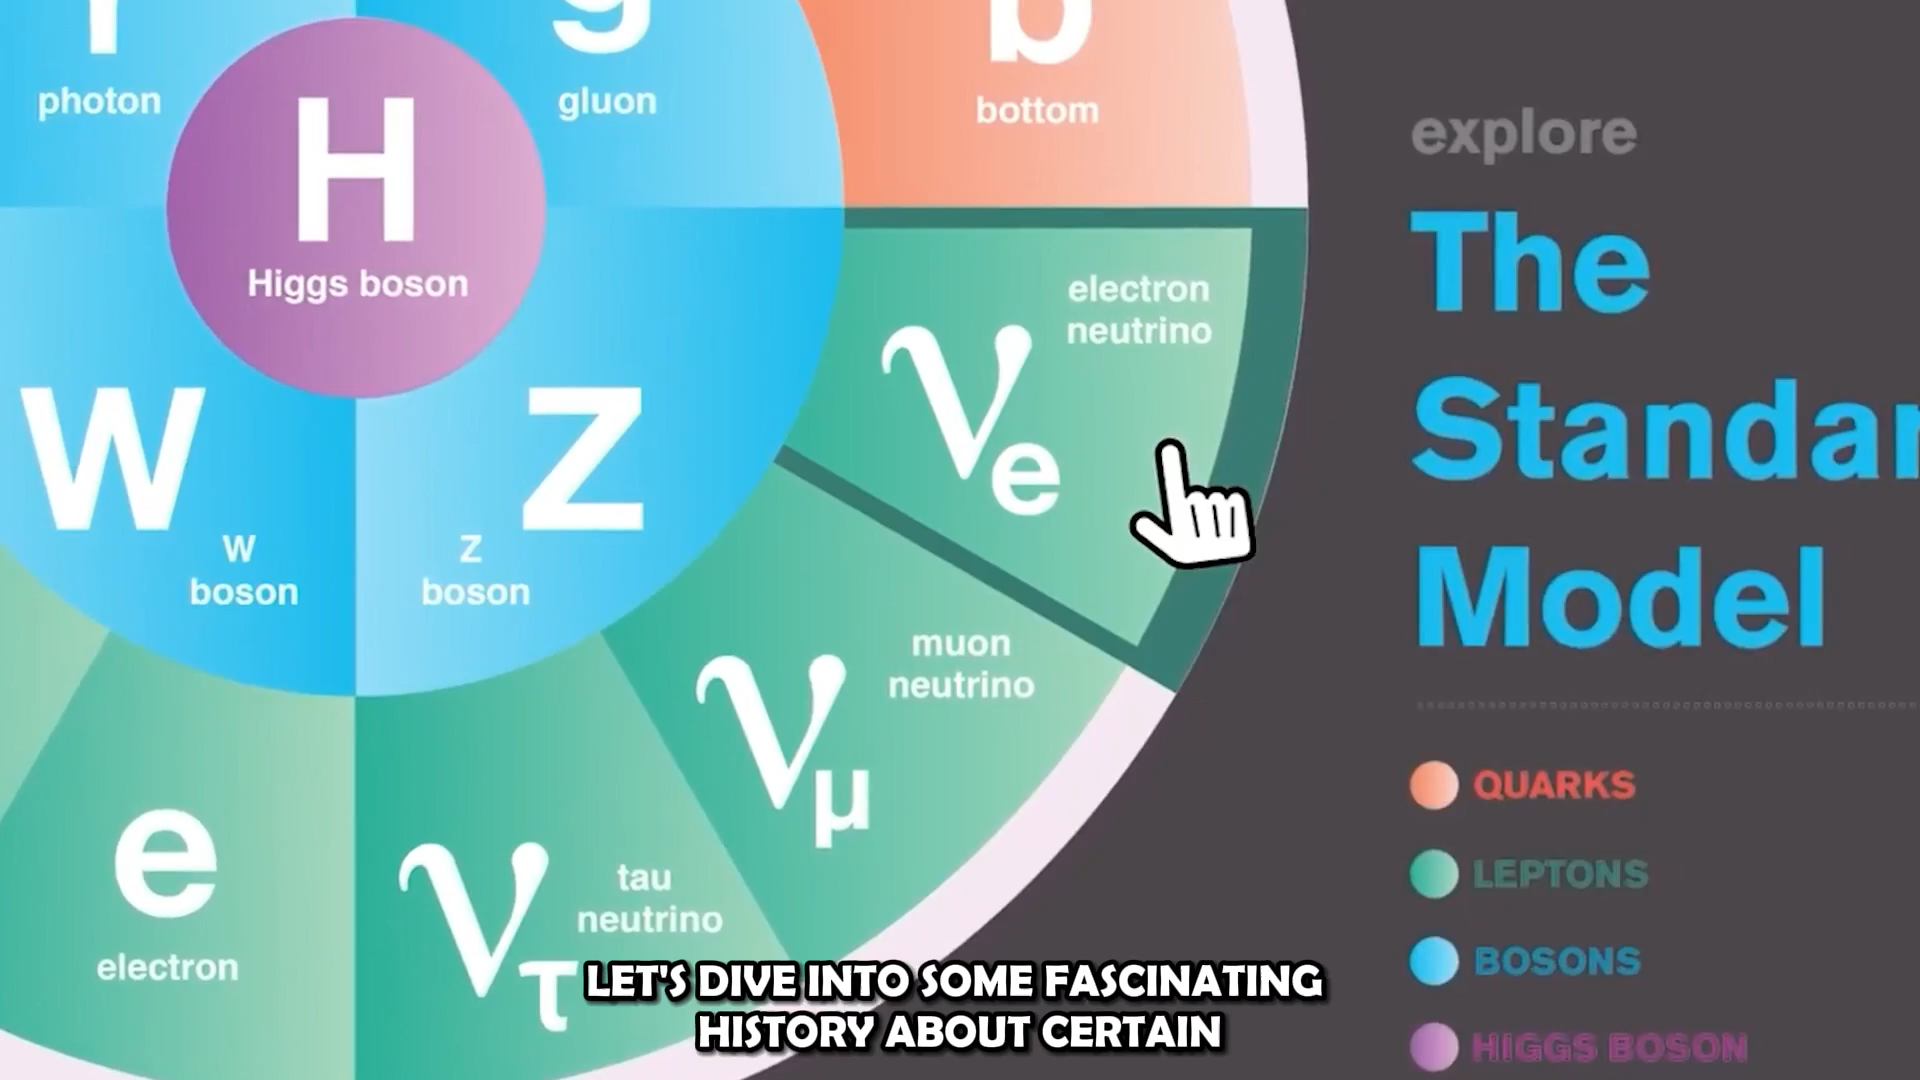 g
b
photon
gluon
bottom
H
Higgs boson
W
W
boson
Z
Z
boson
electron
neutrino
νe
muon
neutrino
νμ
e
electron
ντ
tau
neutrino
explore
The
Standar
Model
QUARKS
LEPTONS
BOSONS
HIGGS BOSON
LET'S DIVE INTO SOME FASCINATING
HISTORY ABOUT CERTAIN